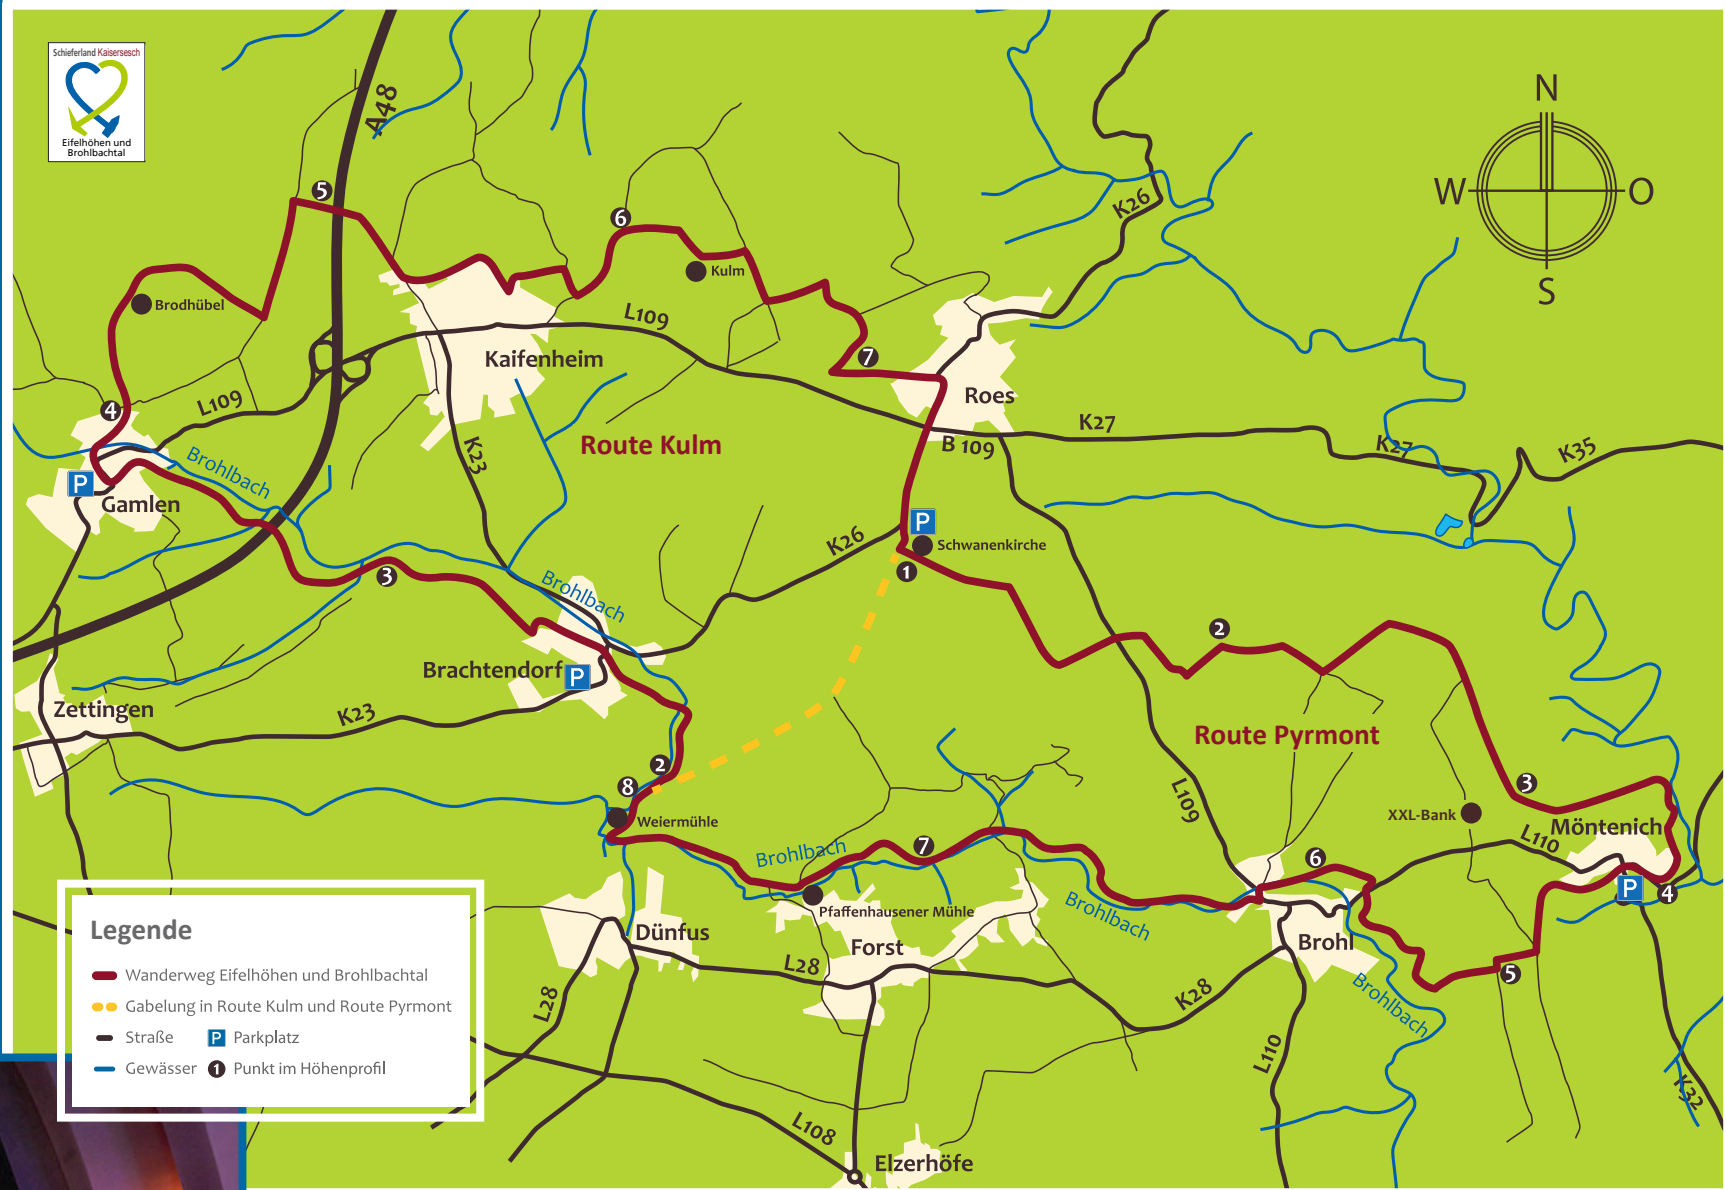 Schieferland Kaisersesch
Eifelhöhen und
Brohlbachtal
A48
N
W
O
S
K26
5
6
Kulm
Brodhübel
L109
Kaifenheim
7
Roes
L109
4
Route Kulm
K27
B 109
K27
K35
K23
Brohlbach
P
Gamlen
P
K26
Schwanenkirche
3
1
Brohlbach
2
Brachtendorf
P
Zettingen
K23
Route Pyrmont
2
8
3
Weiermühle
L109
XXL-Bank
Möntenich
L110
Brohlbach
7
6
P
4
Pfaffenhausener Mühle
Brohlbach
Dünfus
Forst
Brohl
L28
5
L28
K28
Brohlbach
L110
K32
L108
Elzerhöfe
Legende
Wanderweg Eifelhöhen und Brohlbachtal
Gabelung in Route Kulm und Route Pyrmont
Straße P Parkplatz
Gewässer 1 Punkt im Höhenprofil